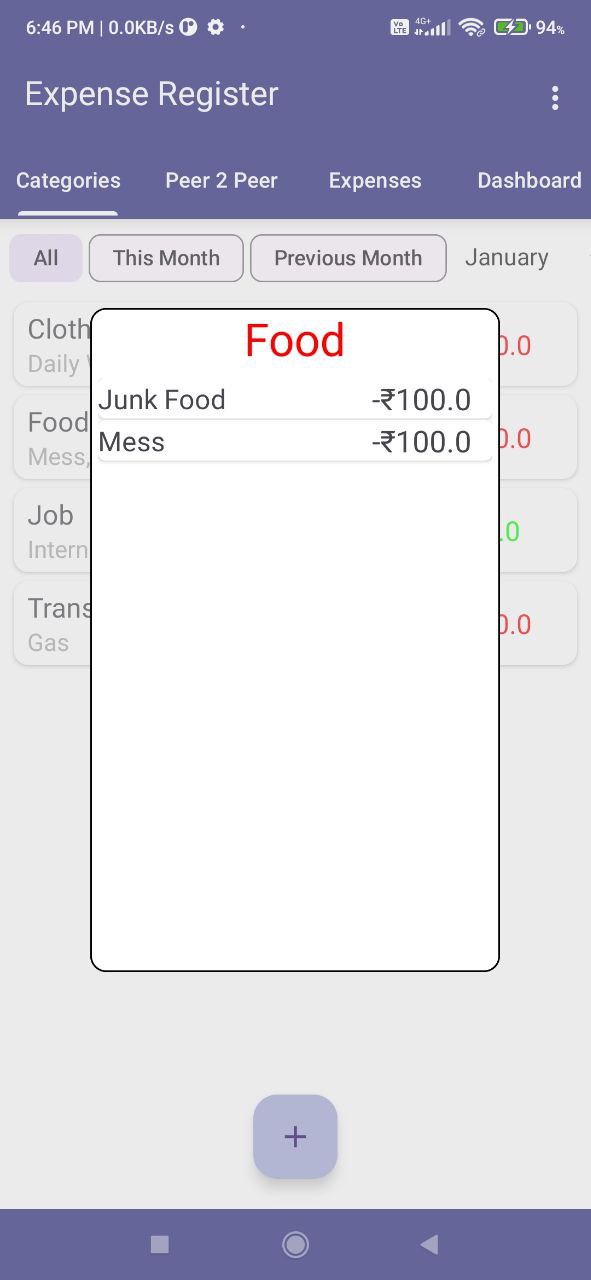 6:46 PM | 0.0KB/s
Vo LTE 4G+ 94%
Expense Register
Categories Peer 2 Peer Expenses Dashboard
All This Month Previous Month January
Food
Cloth
0.0
Daily
Junk Food -₹100.0
Food
0.0
Mess -₹100.0
Mess,
Job
.0
Intern
Trans
0.0
Gas
+